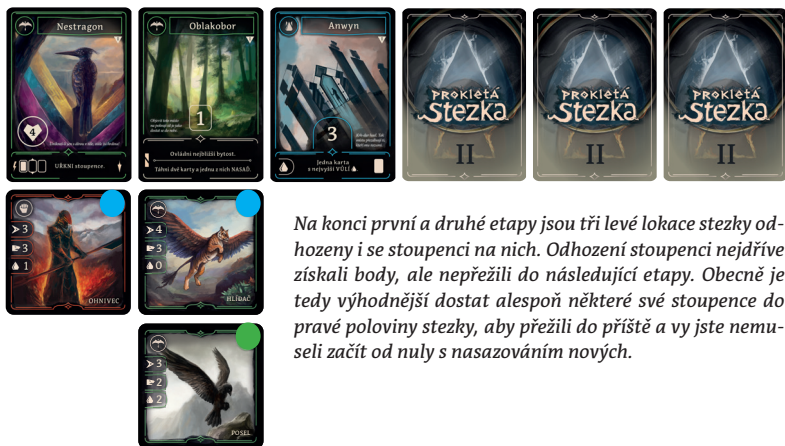 Nestragon
Oblakobor
Anwyn
4
1
3
UŘKNI stoupence.
Ovládni nejbližší bytost.
Táhni dvě karty a jednu z nich NASAĎ.
Jedna karta
s nejvyšší VŮLÍ
PROKLETÁ
Stezka
II
PROKLETÁ
Stezka
II
PROKLETÁ
Stezka
II
3
3
1
OHNIVEC
4
3
0
HLÍDAČ
3
2
2
POSEL
Na konci první a druhé etapy jsou tři levé lokace stezky od-
hozeny i se stoupenci na nich. Odhození stoupenci nejdříve
získali body, ale nepřežili do následující etapy. Obecně je
tedy výhodnější dostat alespoň některé své stoupence do
pravé poloviny stezky, aby přežili do příště a vy jste nemu-
seli začít od nuly s nasazováním nových.